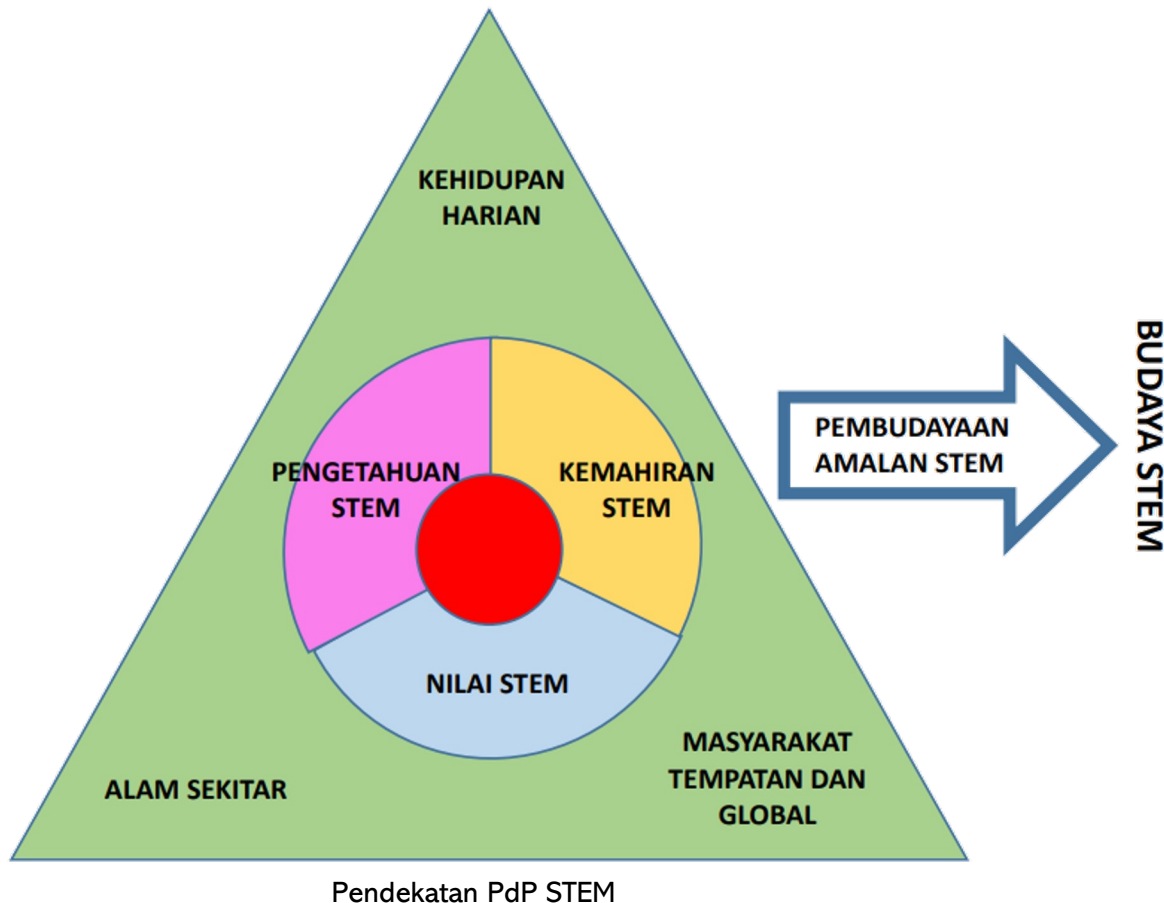 KEHIDUPAN
HARIAN
PENGETAHUAN
STEM
KEMAHIRAN
STEM
NILAI STEM
ALAM SEKITAR
MASYARAKAT
TEMPATAN DAN
GLOBAL
PEMBUDAYAAN
AMALAN STEM
BUDAYA STEM
Pendekatan PdP STEM